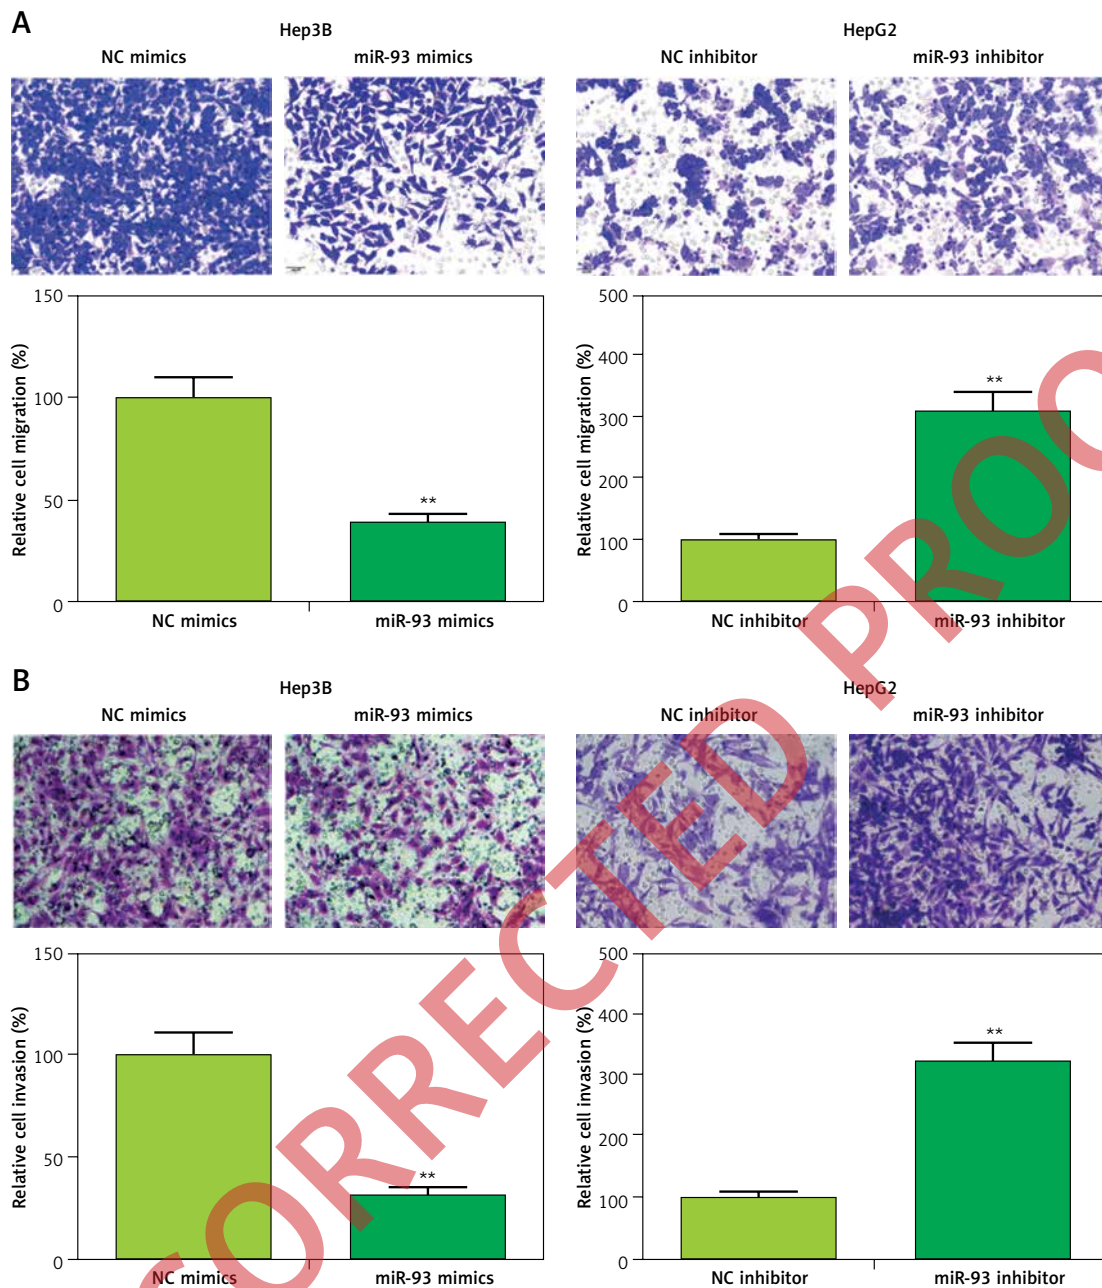 A
Hep3B
HepG2
NC mimics
miR-93 mimics
NC inhibitor
miR-93 inhibitor
Relative cell migration (%)
150
100
50
0
**
NC mimics
miR-93 mimics
Relative cell migration (%)
500
400
300
200
100
0
**
NC inhibitor
miR-93 inhibitor
B
Hep3B
HepG2
NC mimics
miR-93 mimics
NC inhibitor
miR-93 inhibitor
Relative cell invasion (%)
150
100
50
0
**
NC mimics
miR-93 mimics
Relative cell invasion (%)
500
400
300
200
100
0
**
NC inhibitor
miR-93 inhibitor
CORRECTED PROO